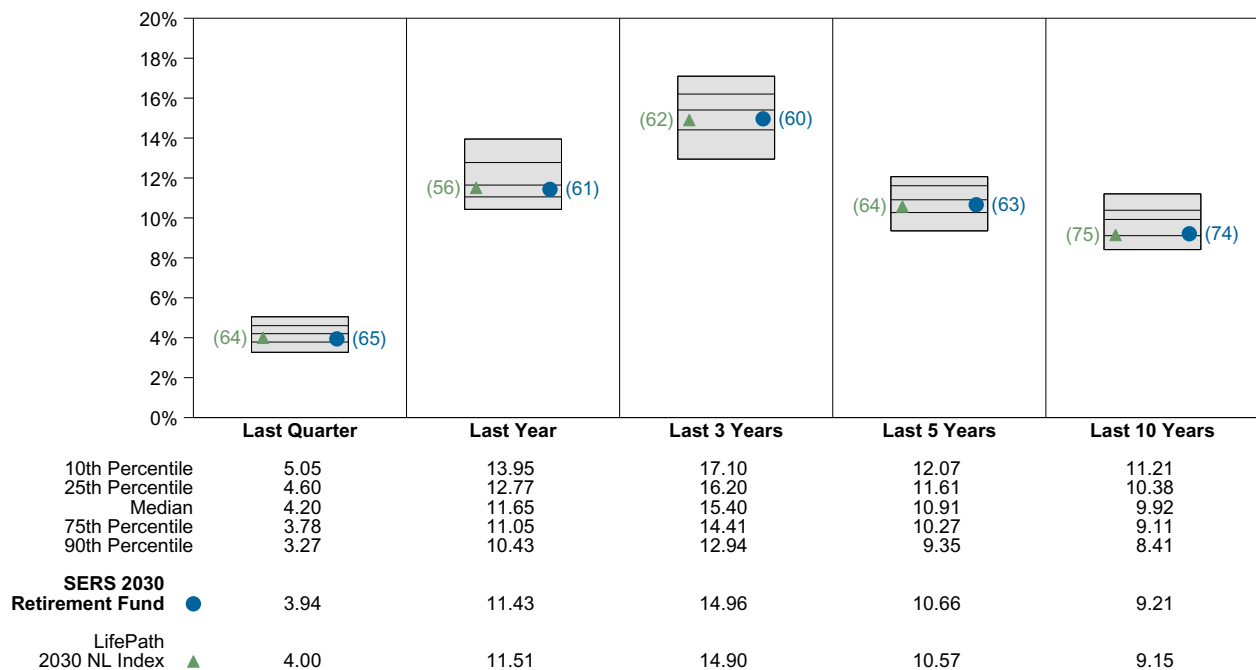 20%
18%
16%
14%
12%
10%
8%
6%
4%
2%
0%
(64) (65)
(56) (61)
(62) (60)
(64) (63)
(75) (74)
Last Quarter Last Year Last 3 Years Last 5 Years Last 10 Years
10th Percentile 5.05 13.95 17.10 12.07 11.21
25th Percentile 4.60 12.77 16.20 11.61 10.38
Median 4.20 11.65 15.40 10.91 9.92
75th Percentile 3.78 11.05 14.41 10.27 9.11
90th Percentile 3.27 10.43 12.94 9.35 8.41
SERS 2030
Retirement Fund 3.94 11.43 14.96 10.66 9.21
LifePath
2030 NL Index 4.00 11.51 14.90 10.57 9.15